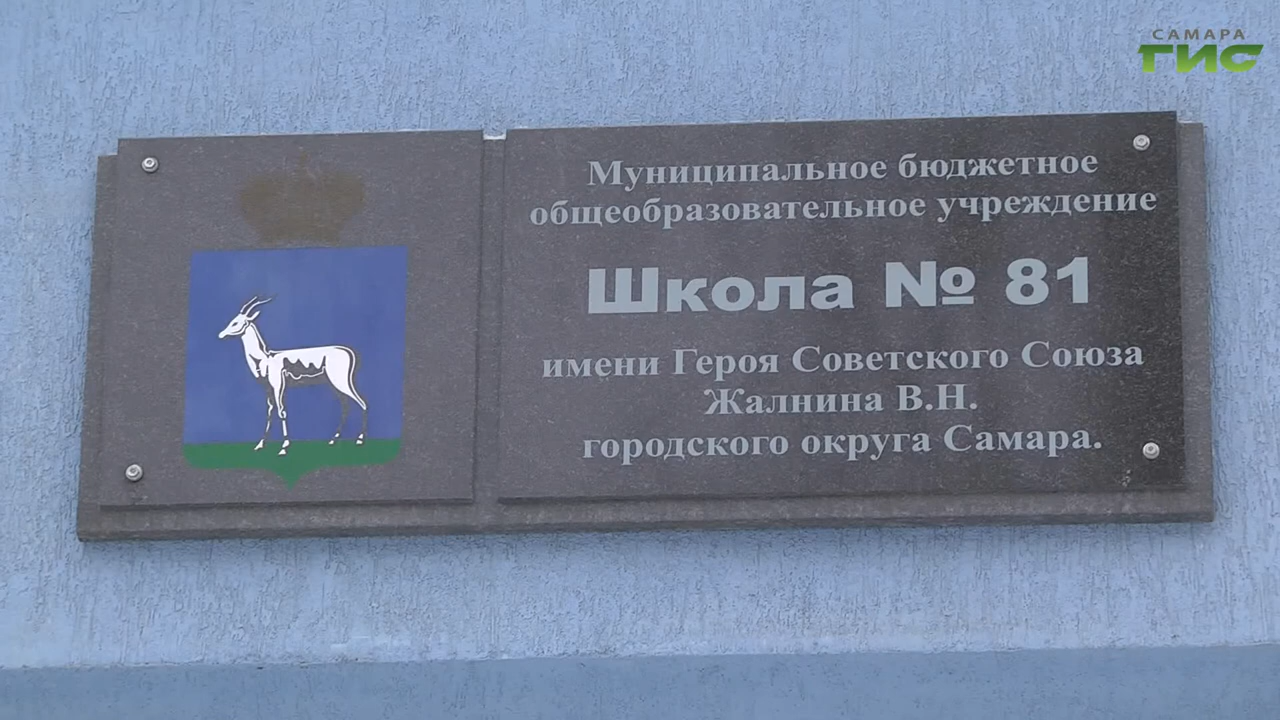 САМАРА
ГИС
Муниципальное бюджетное
общеобразовательное учреждение
Школа № 81
имени Героя Советского Союза
Жалнина В.Н.
городского округа Самара.